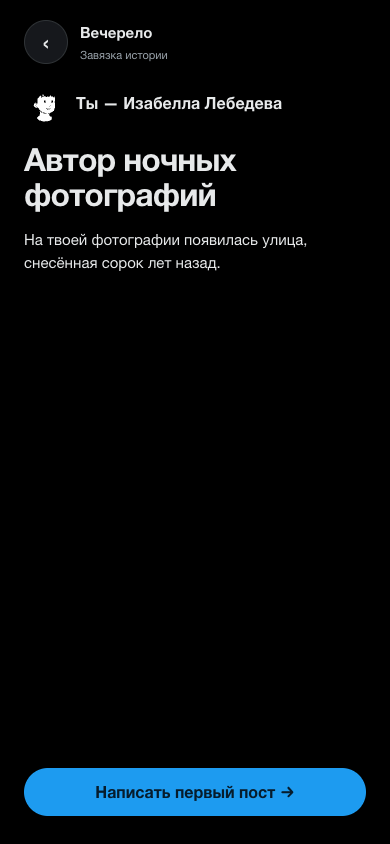 Вечерело
Завязка истории
Ты — Изабелла Лебедева
Автор ночных
фотографий
На твоей фотографии появилась улица,
снесённая сорок лет назад.
Написать первый пост →